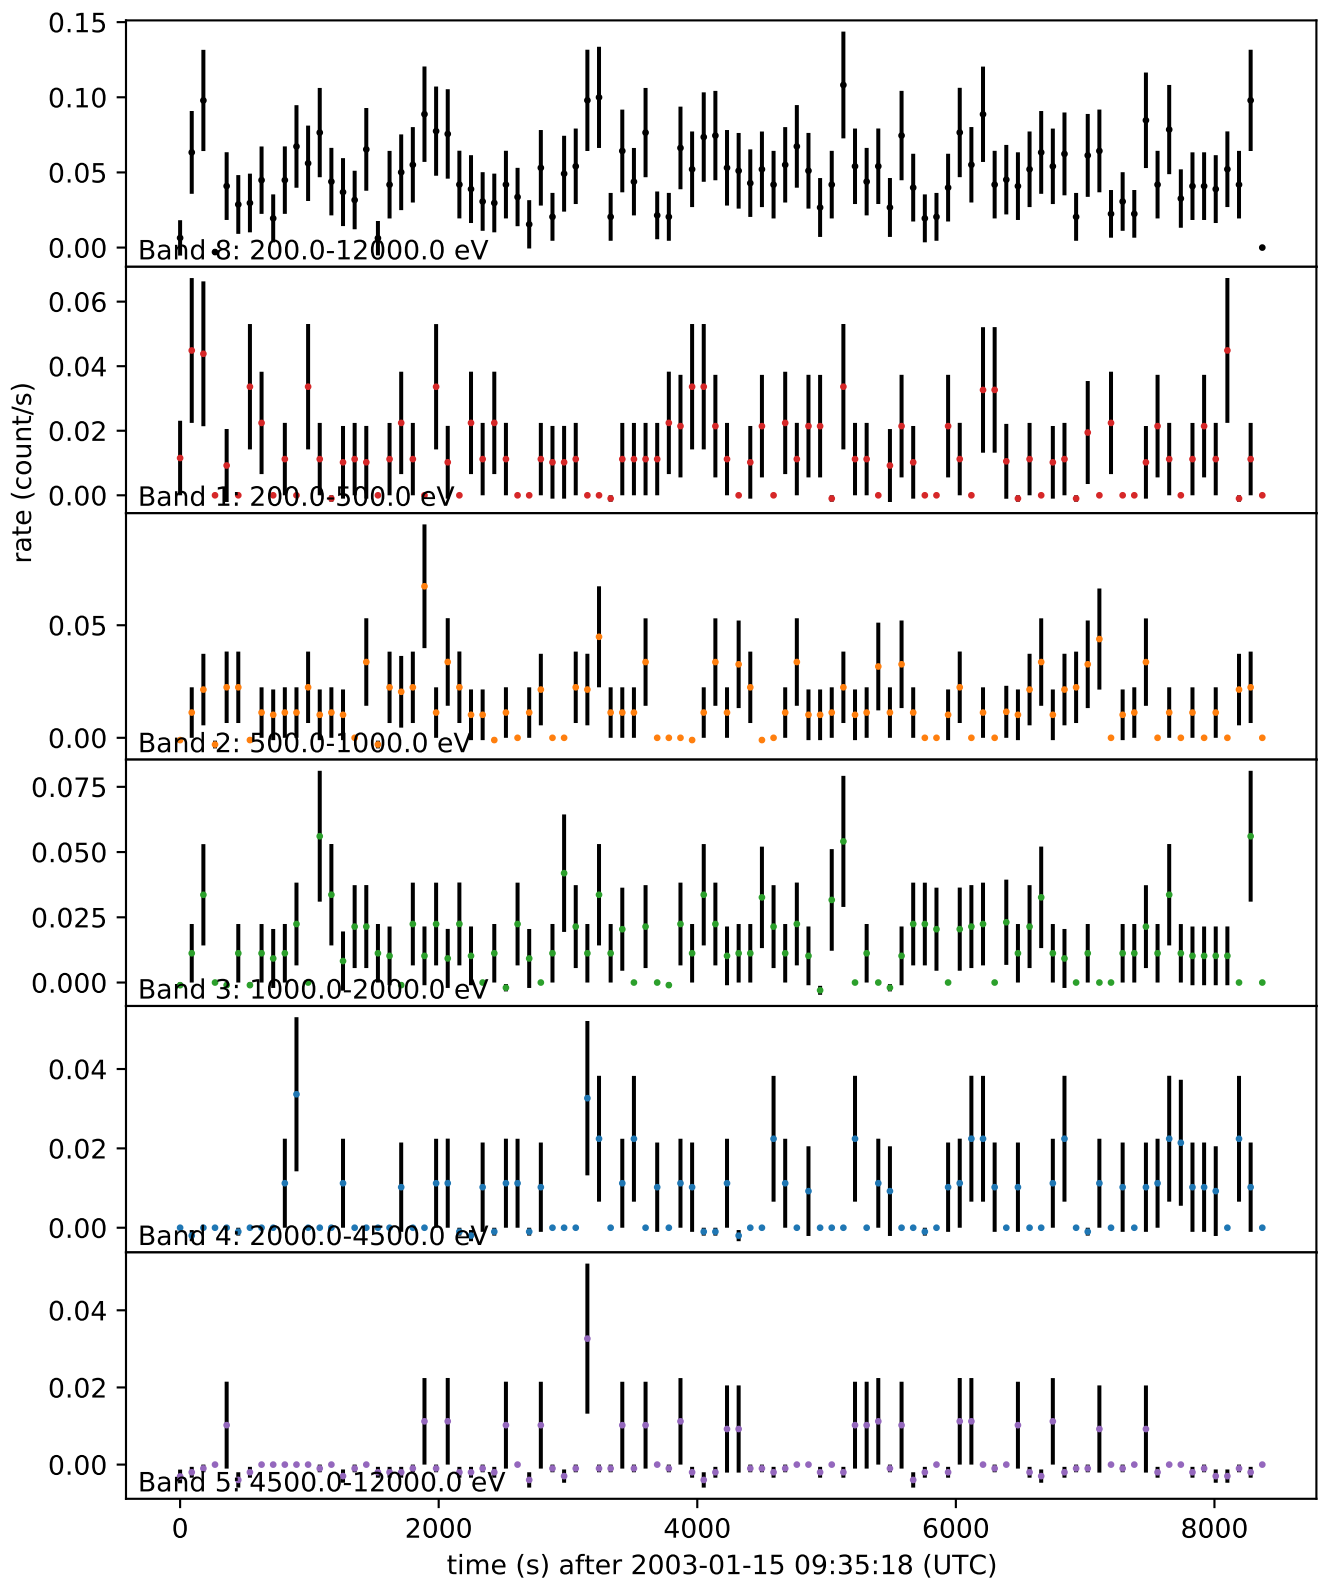 0.15
0.10
0.05
0.00
Band 8: 200.0-12000.0 eV
0.06
0.04
0.02
0.00
Band 1: 200.0-500.0 eV
rate (count/s)
0.05
0.00
Band 2: 500.0-1000.0 eV
0.075
0.050
0.025
0.000
Band 3: 1000.0-2000.0 eV
0.04
0.02
0.00
Band 4: 2000.0-4500.0 eV
0.04
0.02
0.00
Band 5: 4500.0-12000.0 eV
0 2000 4000 6000 8000
time (s) after 2003-01-15 09:35:18 (UTC)